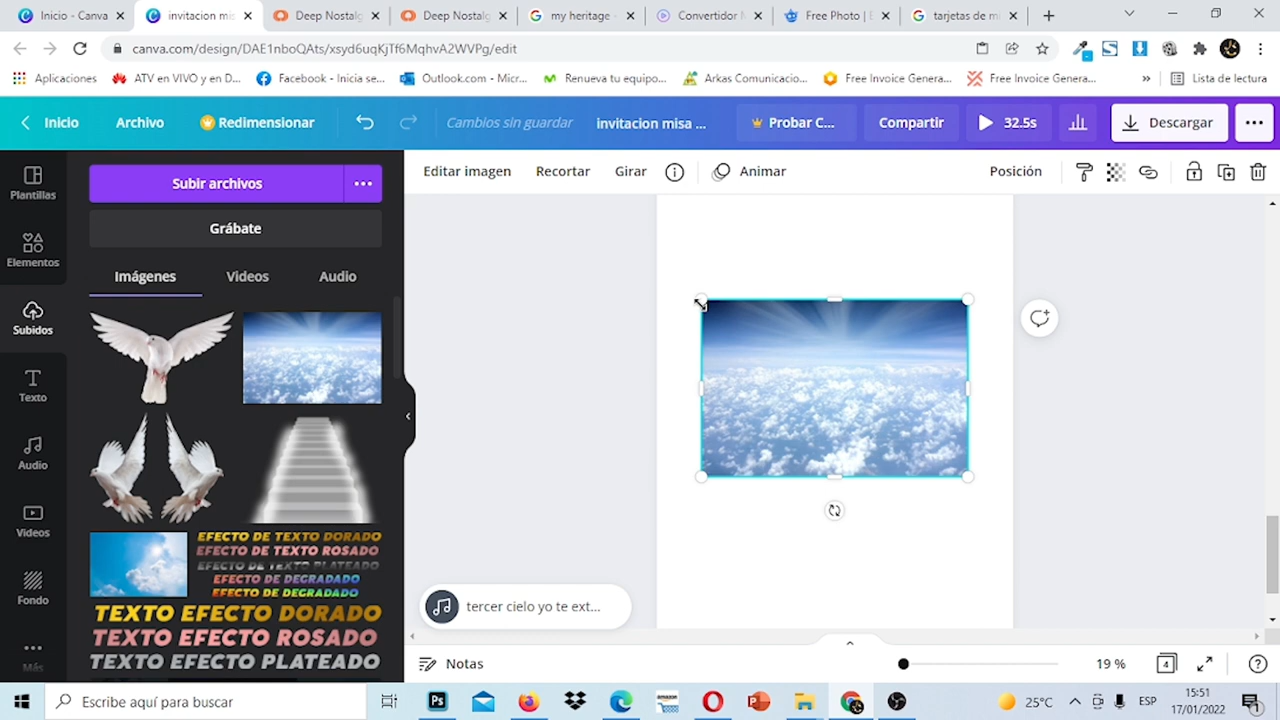 Inicio - Canva
invitacion mis
Deep Nostalg
Deep Nostalg
my heritage -
Convertidor M
Free Photo | E
tarjetas de m
canva.com/design/DAE1nboQAts/xsyd6uqKjTf6MqhvA2WVPg/edit
Aplicaciones
ATV en VIVO y en D...
Facebook - Inicia se...
Outlook.com - Micr...
Renueva tu equipo...
Arkas Comunicacio...
Free Invoice Genera...
Free Invoice Genera...
»
Lista de lectura
Inicio
Archivo
Redimensionar
Cambios sin guardar
invitacion misa ...
Probar C...
Compartir
32.5s
Descargar
Plantillas
Elementos
Subidos
Texto
Audio
Videos
Fondo
Más
Subir archivos
Grábate
Imágenes
Videos
Audio
EFECTO DE TEXTO DORADO
EFECTO DE TEXTO ROSADO
EFECTO DE TEXTO PLATEADO
EFECTO DE DEGRADADO
EFECTO DE DEGRADADO
TEXTO EFECTO DORADO
TEXTO EFECTO ROSADO
TEXTO EFECTO PLATEADO
Editar imagen
Recortar
Girar
Animar
Posición
tercer cielo yo te ext...
Notas
19 %
4
Escribe aquí para buscar
Ps
25°C
ESP
15:51
17/01/2022
1